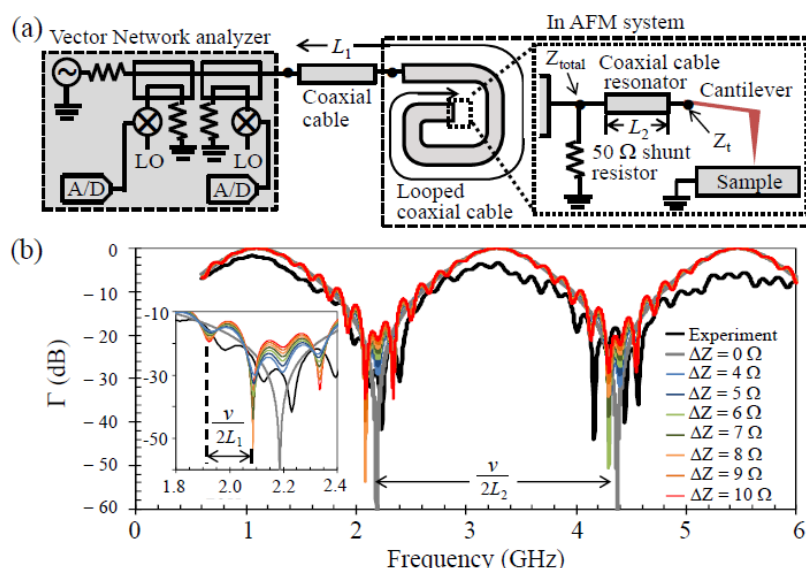 (a)
Vector Network analyzer
LO
LO
A/D
A/D
L₁
Coaxial
cable
In AFM system
Looped
coaxial cable
Z_total
Coaxial cable
resonator
Cantilever
L₂
Z_t
50 Ω shunt
resistor
Sample
(b)
Γ (dB)
0
− 10
− 20
− 30
− 40
− 50
− 60
-10
-30
-50
v
2L₁
1.8
2.0
2.2
2.4
v
2L₂
Experiment
ΔZ = 0 Ω
ΔZ = 4 Ω
ΔZ = 5 Ω
ΔZ = 6 Ω
ΔZ = 7 Ω
ΔZ = 8 Ω
ΔZ = 9 Ω
ΔZ = 10 Ω
0
1
2
3
4
5
6
Frequency (GHz)